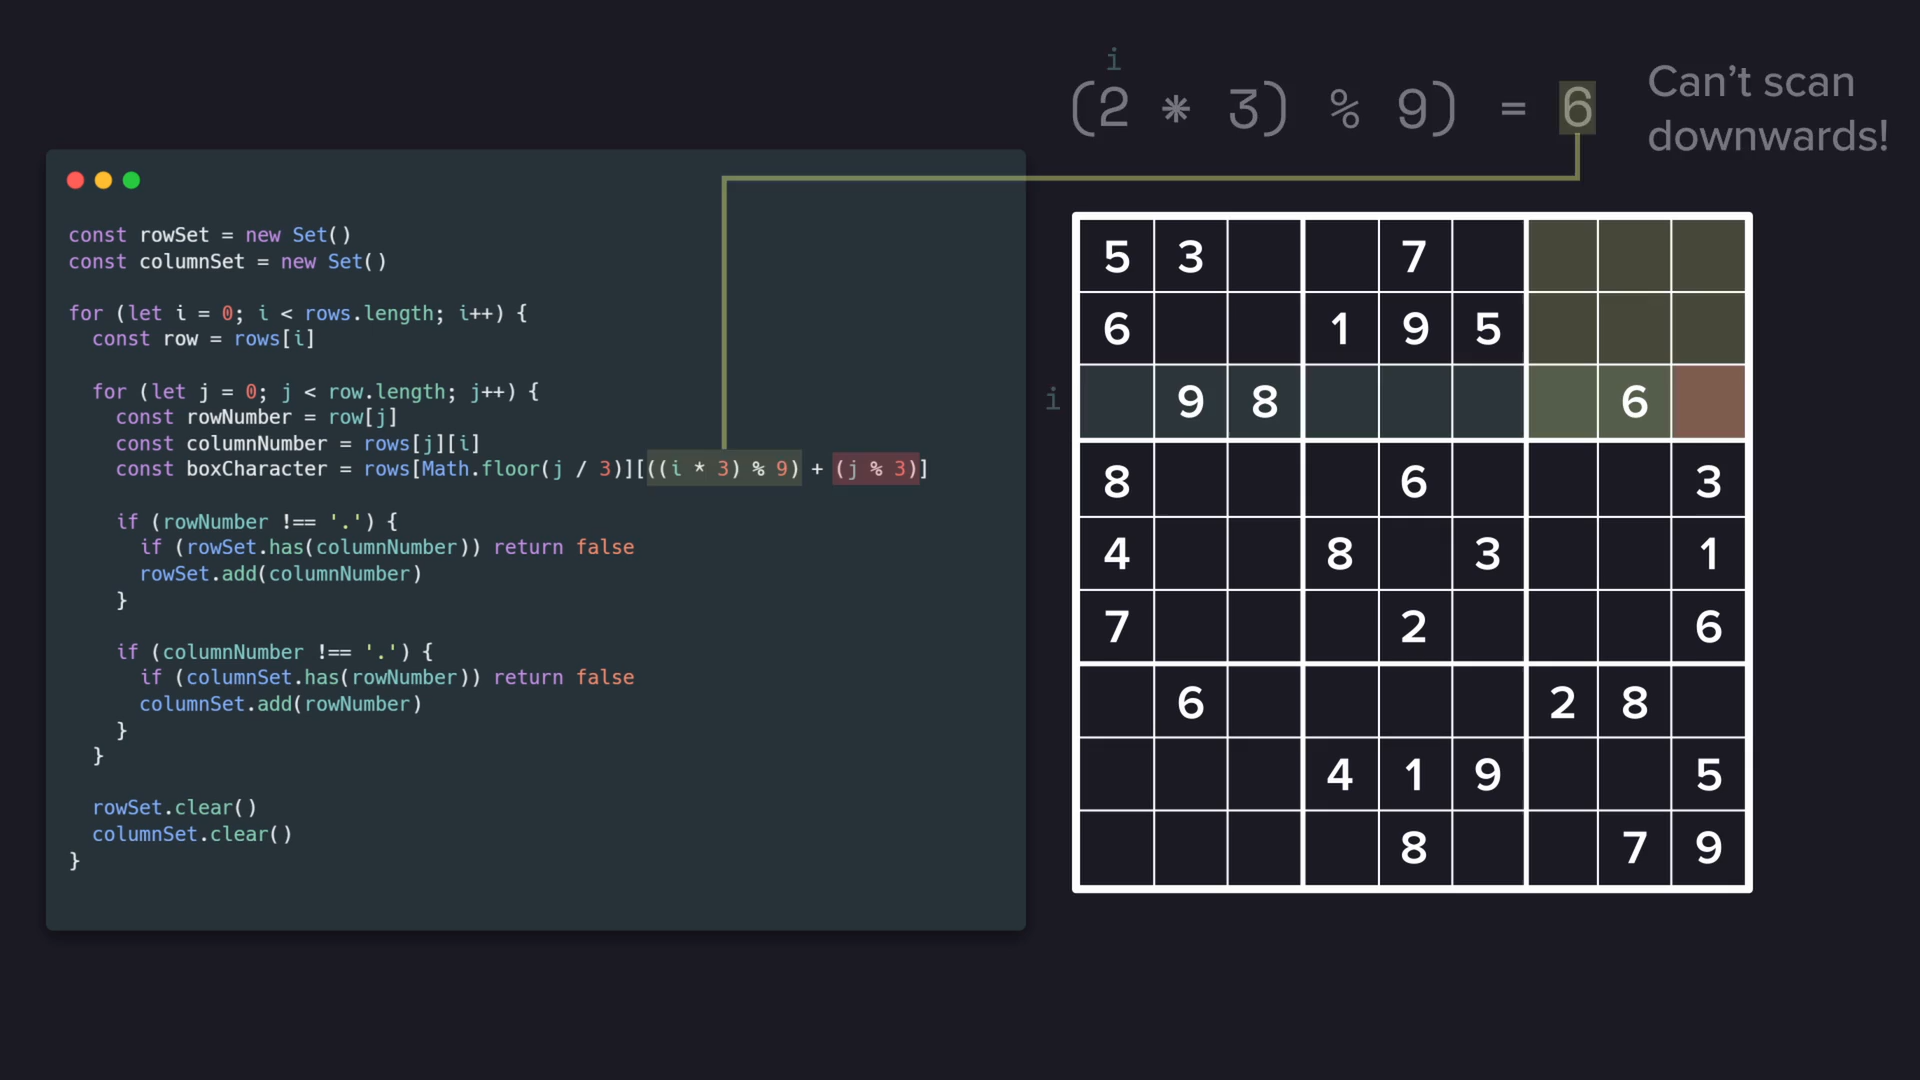 i
(2 * 3) % 9) = 6
Can't scan
downwards!
const rowSet = new Set()
const columnSet = new Set()
for (let i = 0; i < rows.length; i++) {
const row = rows[i]
for (let j = 0; j < row.length; j++) {
const rowNumber = row[j]
const columnNumber = rows[j][i]
const boxCharacter = rows[Math.floor(j / 3)][((i * 3) % 9) + (j % 3)]
if (rowNumber !== '.') {
if (rowSet.has(columnNumber)) return false
rowSet.add(columnNumber)
}
if (columnNumber !== '.') {
if (columnSet.has(rowNumber)) return false
columnSet.add(rowNumber)
}
}
rowSet.clear()
columnSet.clear()
}
5 3 7
6 1 9 5
i 9 8 6
8 6 3
4 8 3 1
7 2 6
6 2 8
4 1 9 5
8 7 9